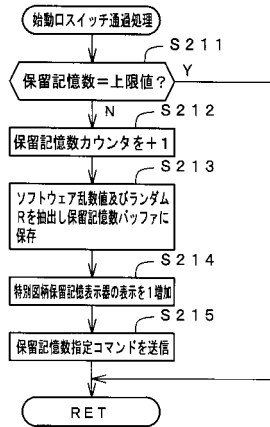 始動口スイッチ通過処理
S211
保留記憶数=上限値?
Y
N
S212
保留記憶数カウンタを+1
S213
ソフトウェア乱数値及びランダム
Rを抽出し保留記憶数バッファに
保存
S214
特別図柄保留記憶表示器の表示を1増加
S215
保留記憶数指定コマンドを送信
RET